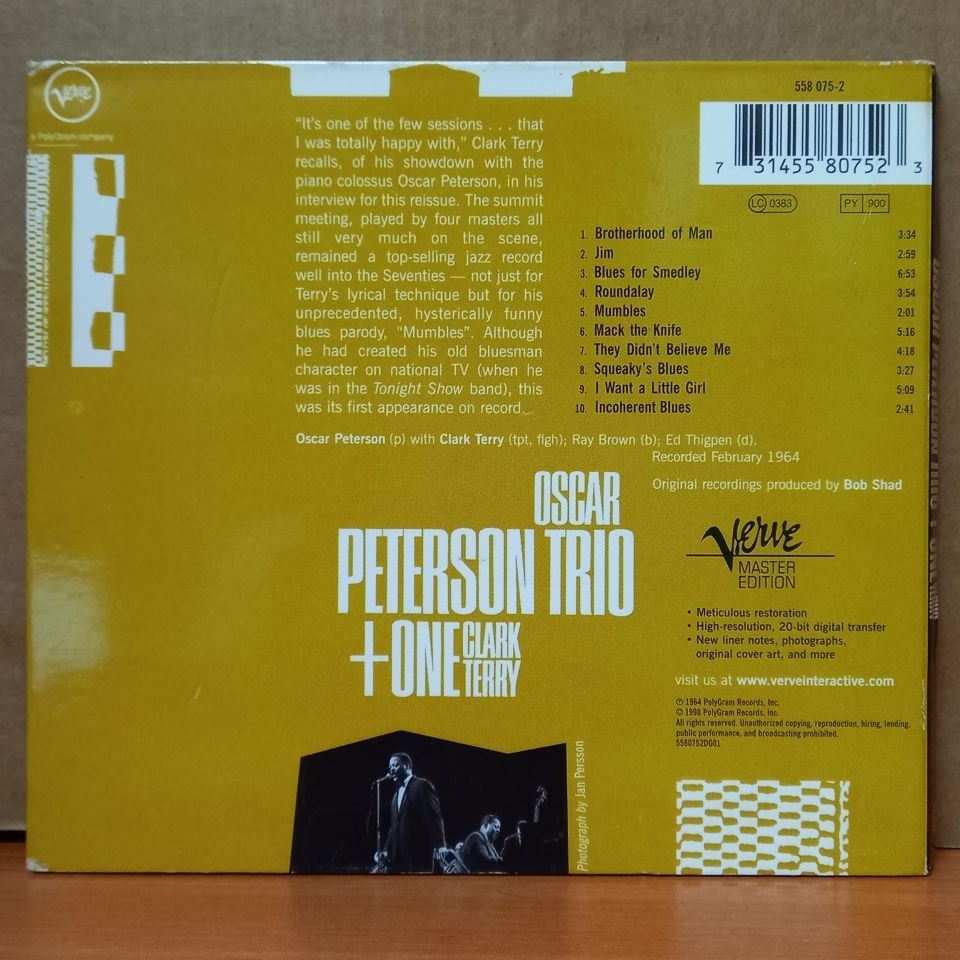 Verve
a PolyGram company
"It's one of the few sessions . . . that
I was totally happy with," Clark Terry
recalls, of his showdown with the
piano colossus Oscar Peterson, in his
interview for this reissue. The summit
meeting, played by four masters all
still very much on the scene,
remained a top-selling jazz record
well into the Seventies — not just for
Terry's lyrical technique but for his
unprecedented, hysterically funny
blues parody, "Mumbles". Although
he had created his old bluesman
character on national TV (when he
was in the Tonight Show band), this
was its first appearance on record.
558 075-2
7 31455 80752 3
LC 0383 PY 900
1. Brotherhood of Man 3:34
2. Jim 2:59
3. Blues for Smedley 6:53
4. Roundalay 3:54
5. Mumbles 2:01
6. Mack the Knife 5:16
7. They Didn't Believe Me 4:18
8. Squeaky's Blues 3:27
9. I Want a Little Girl 5:09
10. Incoherent Blues 2:41
Oscar Peterson (p) with Clark Terry (tpt, flgh); Ray Brown (b); Ed Thigpen (d).
Recorded February 1964
Original recordings produced by Bob Shad
OSCAR
PETERSON TRIO
+ONE CLARK
TERRY
Verve
MASTER
EDITION
• Meticulous restoration
• High-resolution, 20-bit digital transfer
• New liner notes, photographs,
original cover art, and more
visit us at www.verveinteractive.com
℗ 1964 PolyGram Records, Inc.
© 1998 PolyGram Records, Inc.
All rights reserved. Unauthorized copying, reproduction, hiring, lending,
public performance, and broadcasting prohibited.
5580752DG01
Photograph by Jan Persson